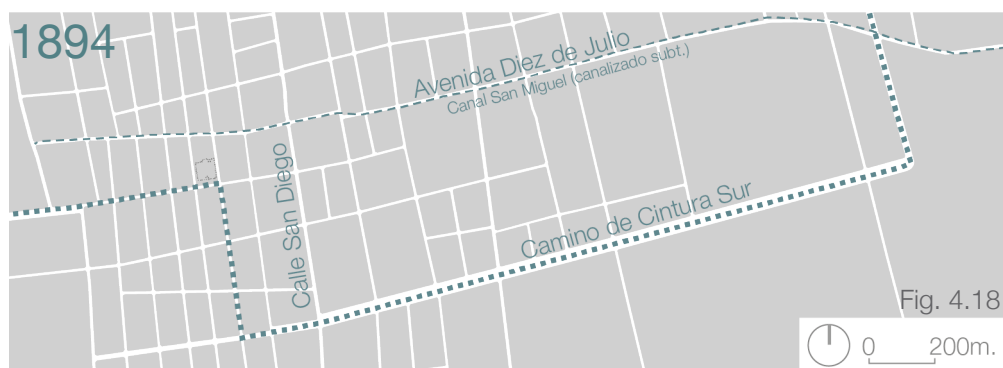 1894
Avenida Diez de Julio
Canal San Miguel (canalizado subt.)
Calle San Diego
Camino de Cintura Sur
Fig. 4.18
0 200m.